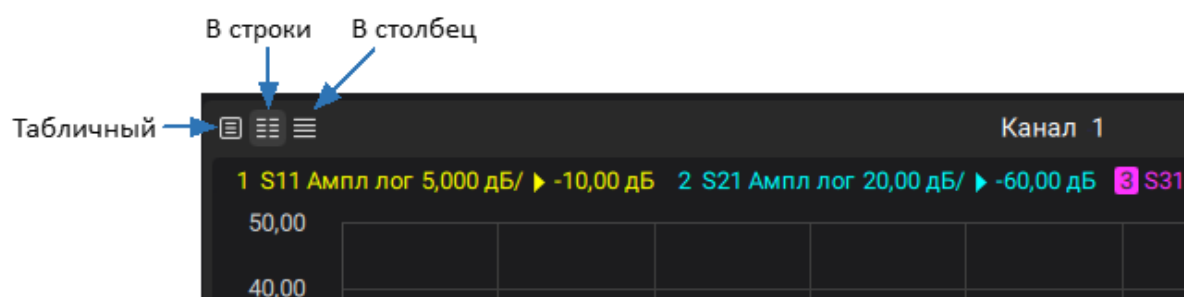 В строки В столбец
Табличный
Канал 1
1 S11 Ампл лог 5,000 дБ/ -10,00 дБ 2 S21 Ампл лог 20,00 дБ/ -60,00 дБ 3 S31
50,00
40,00